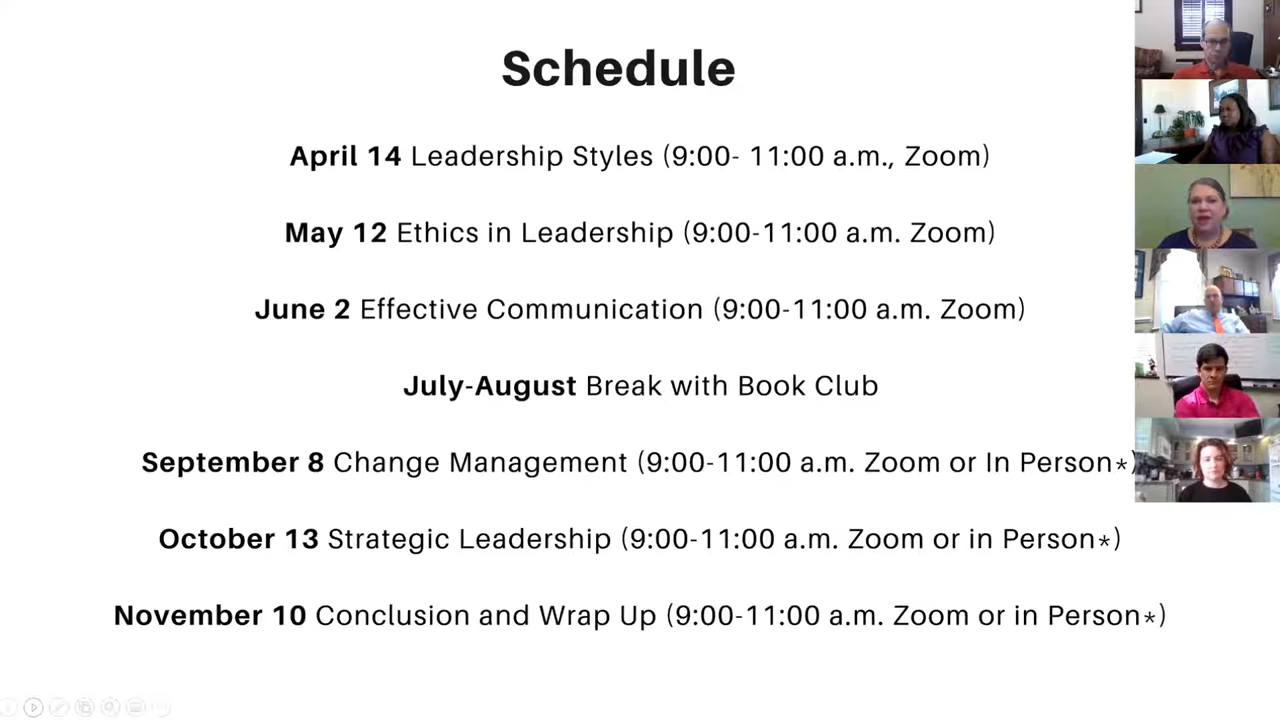 Schedule
April 14 Leadership Styles (9:00- 11:00 a.m., Zoom)
May 12 Ethics in Leadership (9:00-11:00 a.m. Zoom)
June 2 Effective Communication (9:00-11:00 a.m. Zoom)
July-August Break with Book Club
September 8 Change Management (9:00-11:00 a.m. Zoom or In Person*)
October 13 Strategic Leadership (9:00-11:00 a.m. Zoom or in Person*)
November 10 Conclusion and Wrap Up (9:00-11:00 a.m. Zoom or in Person*)